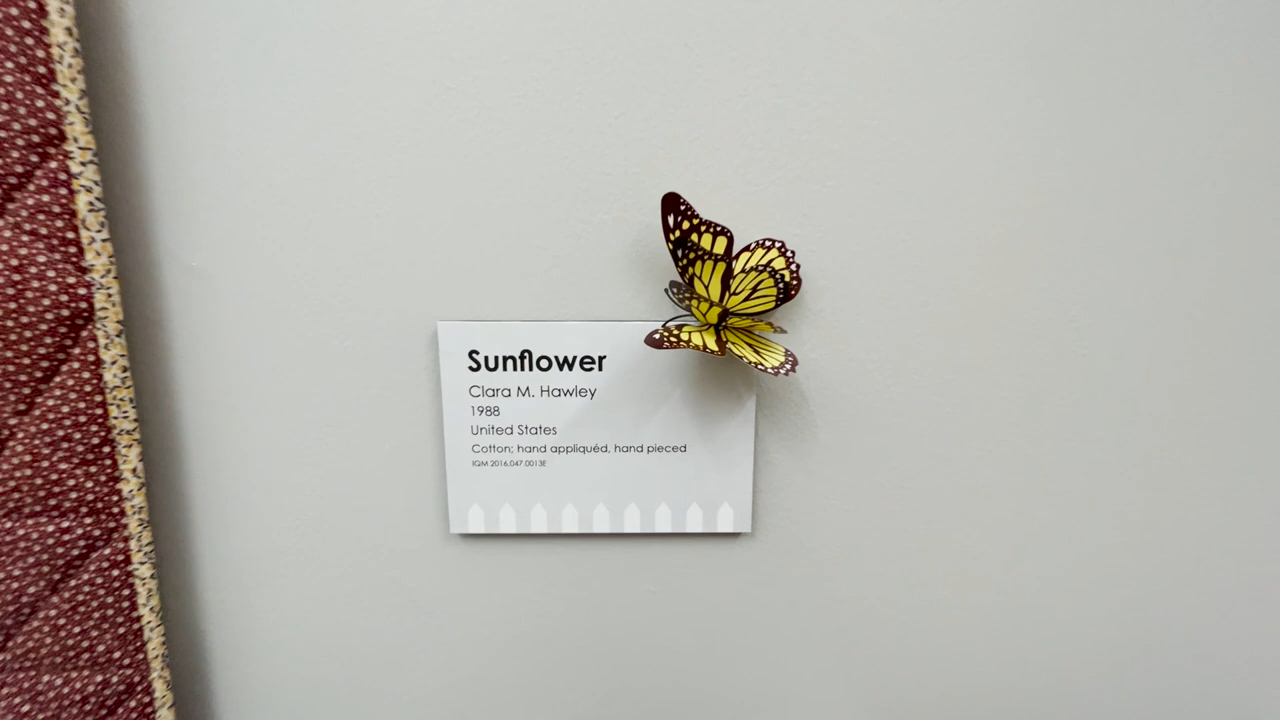 Sunflower
Clara M. Hawley
1988
United States
Cotton; hand appliquéd, hand pieced
IQM 2016.047.0013E